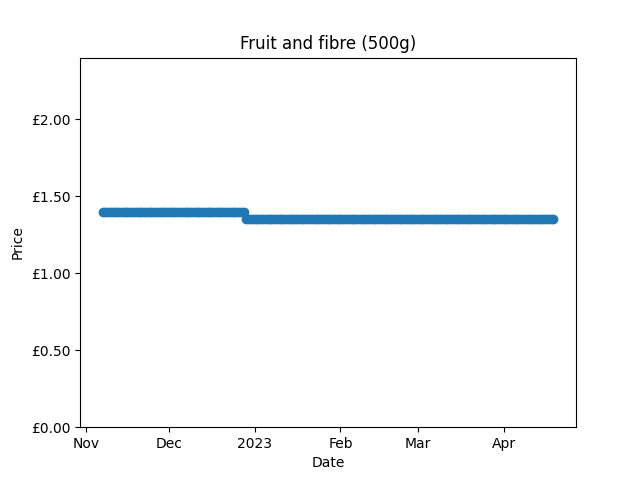 Fruit and fibre (500g)
£2.00
£1.50
£1.00
£0.50
£0.00
Price
Nov Dec 2023 Feb Mar Apr
Date